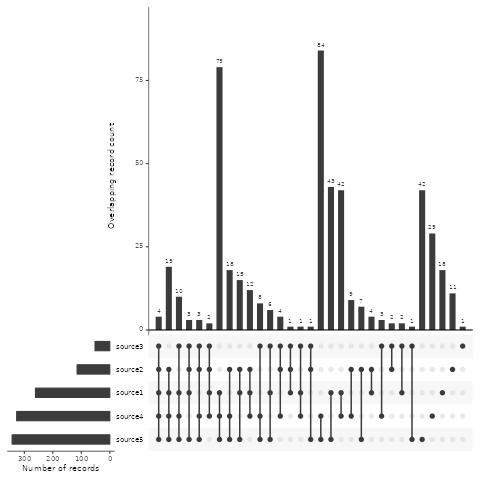 84
79
75
50
43 42 42
29
25
19 18 18
15
12
10 11
8
9
7
6
4 3 3 2 4 1 1 1 4 3 2 2 1 1
0
Overlapping record count
source3
source2
source1
source4
source5
300 200 100 0
Number of records